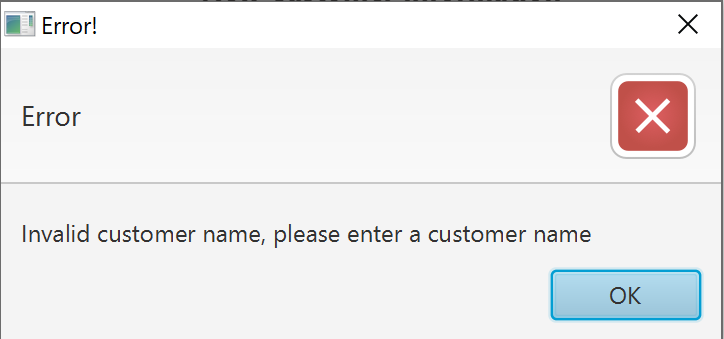 Error!
Error
Invalid customer name, please enter a customer name
OK